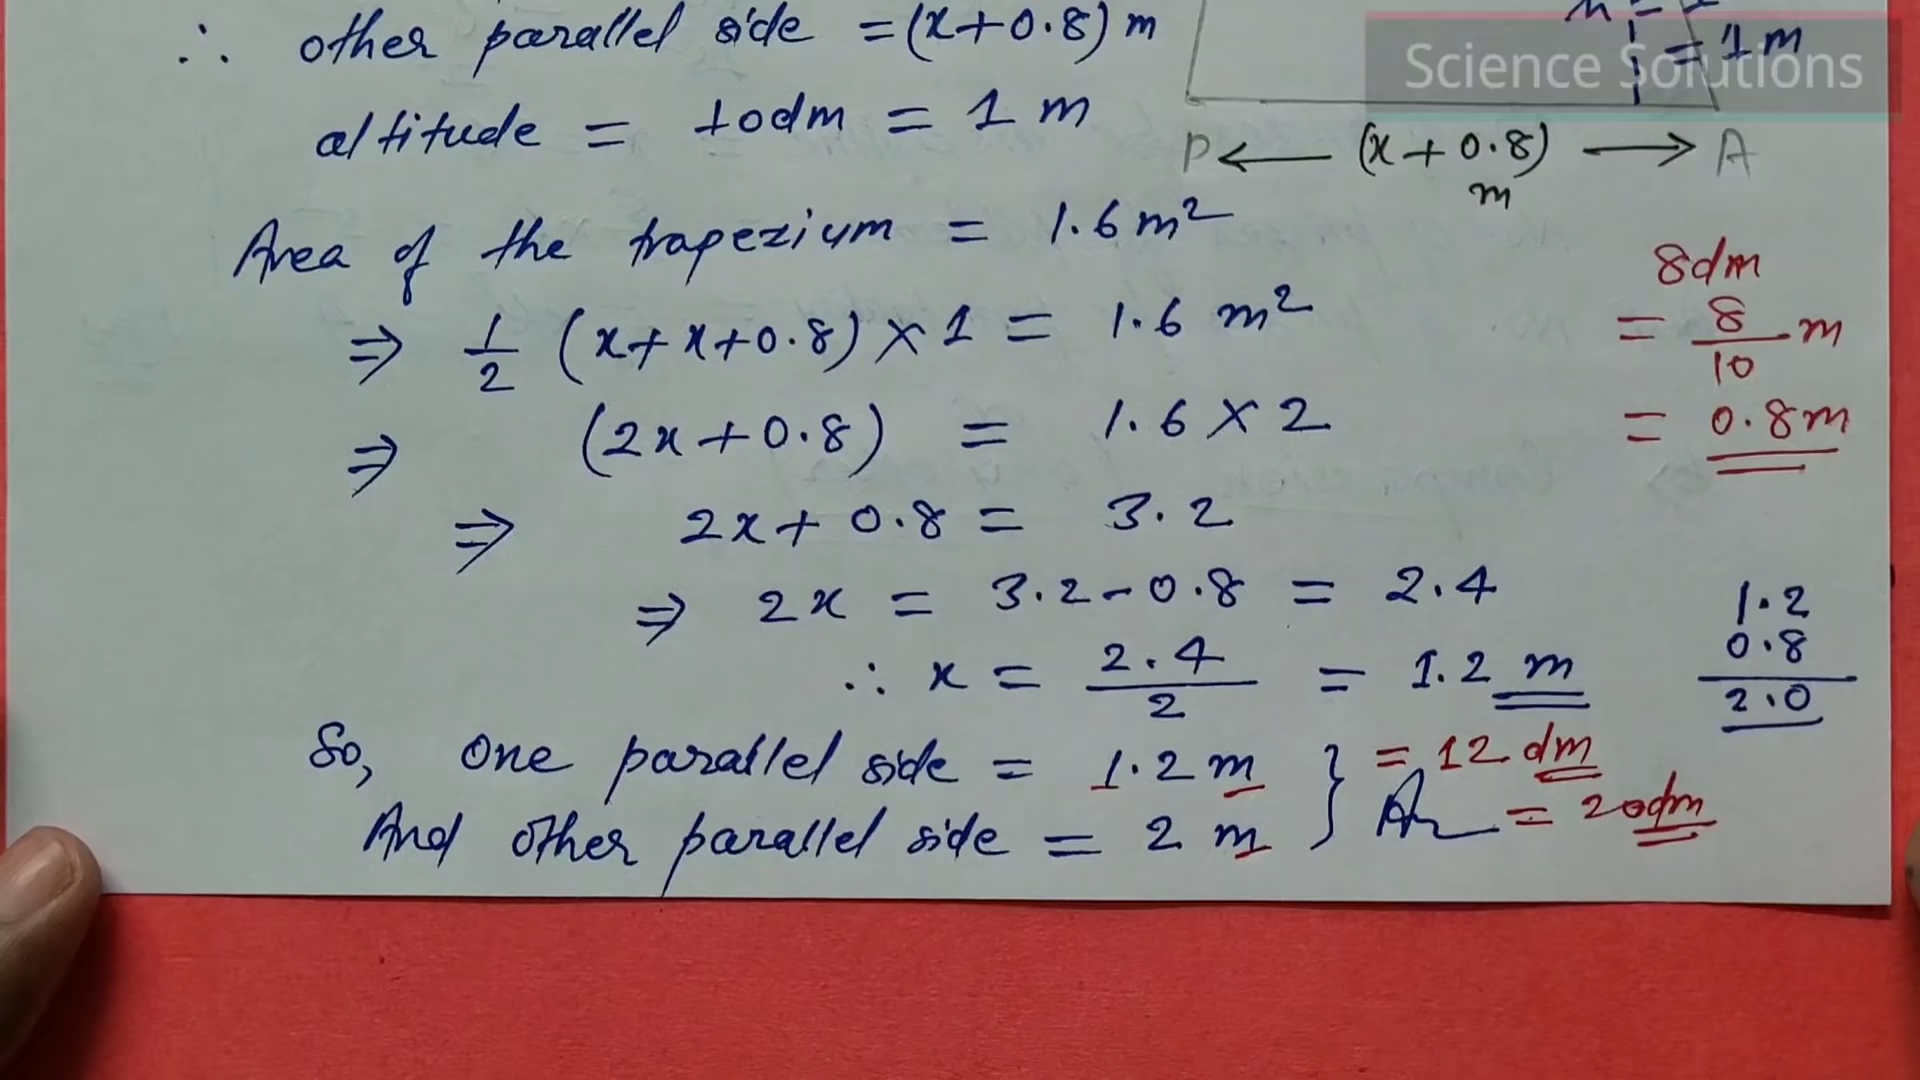 ∴ other parallel side = (x+0.8) m
= 1 m
Science Solutions
altitude = 10dm = 1 m
P ← (x+0.8) → A
m
Area of the trapezium = 1.6 m²
8dm
= 8/10 m
= 0.8m
⇒ 1/2 (x+x+0.8) × 1 = 1.6 m²
⇒ (2x+0.8) = 1.6 × 2
⇒ 2x + 0.8 = 3.2
⇒ 2x = 3.2 - 0.8 = 2.4
∴ x = 2.4/2 = 1.2 m
1.2
0.8
2.0
So, one parallel side = 1.2 m } = 12 dm
And other parallel side = 2 m } = 20dm